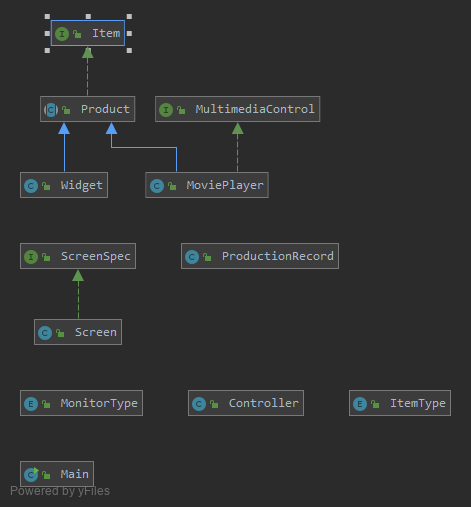 I Item
C Product
I MultimediaControl
C Widget
C MoviePlayer
I ScreenSpec
C ProductionRecord
C Screen
E MonitorType
C Controller
E ItemType
C Main
Powered by yFiles